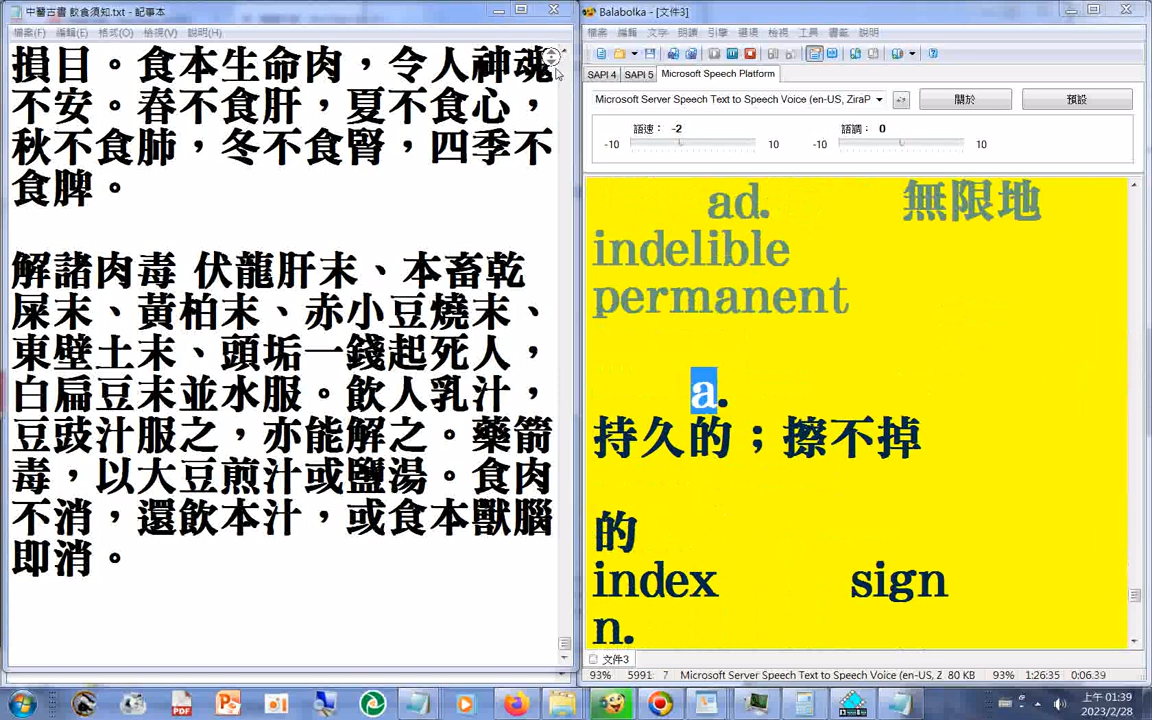 中醫古書 飲食須知.txt - 記事本
檔案(F) 編輯(E) 格式(O) 檢視(V) 說明(H)
損目。食本生命肉，令人神魂
不安。春不食肝，夏不食心，
秋不食肺，冬不食腎，四季不
食脾。
解諸肉毒 伏龍肝末、本畜乾
屎末、黃柏末、赤小豆燒末、
東壁土末、頭垢一錢起死人，
白扁豆末並水服。飲人乳汁，
豆豉汁服之，亦能解之。藥箭
毒，以大豆煎汁或鹽湯。食肉
不消，還飲本汁，或食本獸腦
即消。
Balabolka - [文件3]
檔案 編輯 文字 朗讀 引擎 選項 檢視 工具 書籤 說明
SAPI 4 SAPI 5 Microsoft Speech Platform
Microsoft Server Speech Text to Speech Voice (en-US, ZiraP
關於 預設
語速： -2 語調： 0
-10 10 -10 10
ad. 無限地
indelible
permanent
a.
持久的；擦不掉
的
index sign
n.
文件3
93% 5991: 7 Microsoft Server Speech Text to Speech Voice (en-US, Z 80 KB 93% 1:26:35 0:06:39
PDF
上午 01:39
2023/2/28